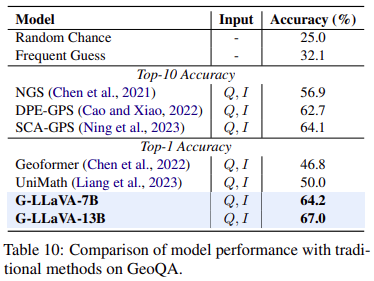 Model Input Accuracy (%)
Random Chance - 25.0
Frequent Guess - 32.1
Top-10 Accuracy
NGS (Chen et al., 2021) Q, I 56.9
DPE-GPS (Cao and Xiao, 2022) Q, I 62.7
SCA-GPS (Ning et al., 2023) Q, I 64.1
Top-1 Accuracy
Geoformer (Chen et al., 2022) Q, I 46.8
UniMath (Liang et al., 2023) Q, I 50.0
G-LLaVA-7B Q, I 64.2
G-LLaVA-13B Q, I 67.0
Table 10: Comparison of model performance with tradi-
tional methods on GeoQA.